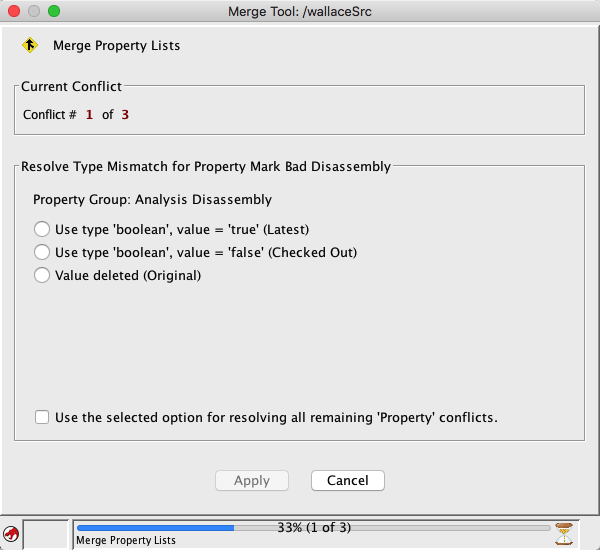 Merge Tool: /wallaceSrc
Merge Property Lists
Current Conflict
Conflict # 1 of 3
Resolve Type Mismatch for Property Mark Bad Disassembly
Property Group: Analysis Disassembly
Use type 'boolean', value = 'true' (Latest)
Use type 'boolean', value = 'false' (Checked Out)
Value deleted (Original)
Use the selected option for resolving all remaining 'Property' conflicts.
Apply Cancel
33% (1 of 3)
Merge Property Lists